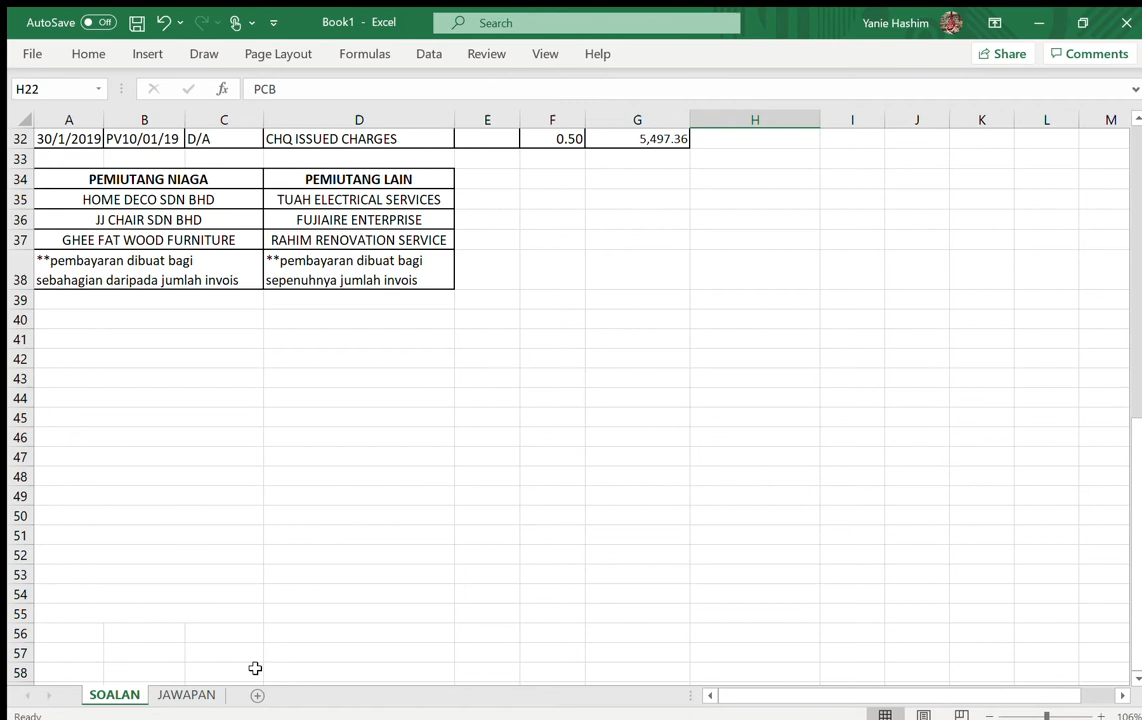 AutoSave Off Book1 - Excel Search Yanie Hashim
File Home Insert Draw Page Layout Formulas Data Review View Help Share Comments
H22 fx PCB
A B C D E F G H I J K L M
32 30/1/2019 PV10/01/19 D/A CHQ ISSUED CHARGES 0.50 5,497.36
33
34 PEMIUTANG NIAGA PEMIUTANG LAIN
35 HOME DECO SDN BHD TUAH ELECTRICAL SERVICES
36 JJ CHAIR SDN BHD FUJIAIRE ENTERPRISE
37 GHEE FAT WOOD FURNITURE RAHIM RENOVATION SERVICE
**pembayaran dibuat bagi **pembayaran dibuat bagi
38 sebahagian daripada jumlah invois sepenuhnya jumlah invois
39
40
41
42
43
44
45
46
47
48
49
50
51
52
53
54
55
56
57
58
SOALAN JAWAPAN
Ready 106%